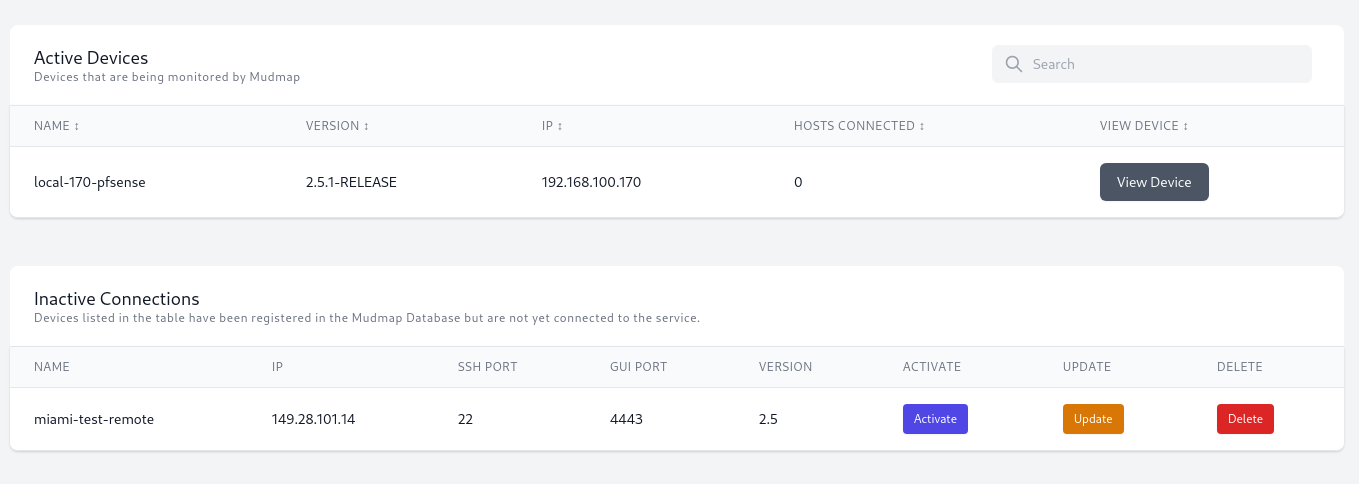 Active Devices
Devices that are being monitored by Mudmap
Search
NAME ↕ VERSION ↕ IP ↕ HOSTS CONNECTED ↕ VIEW DEVICE ↕
local-170-pfsense 2.5.1-RELEASE 192.168.100.170 0 View Device
Inactive Connections
Devices listed in the table have been registered in the Mudmap Database but are not yet connected to the service.
NAME IP SSH PORT GUI PORT VERSION ACTIVATE UPDATE DELETE
miami-test-remote 149.28.101.14 22 4443 2.5 Activate Update Delete